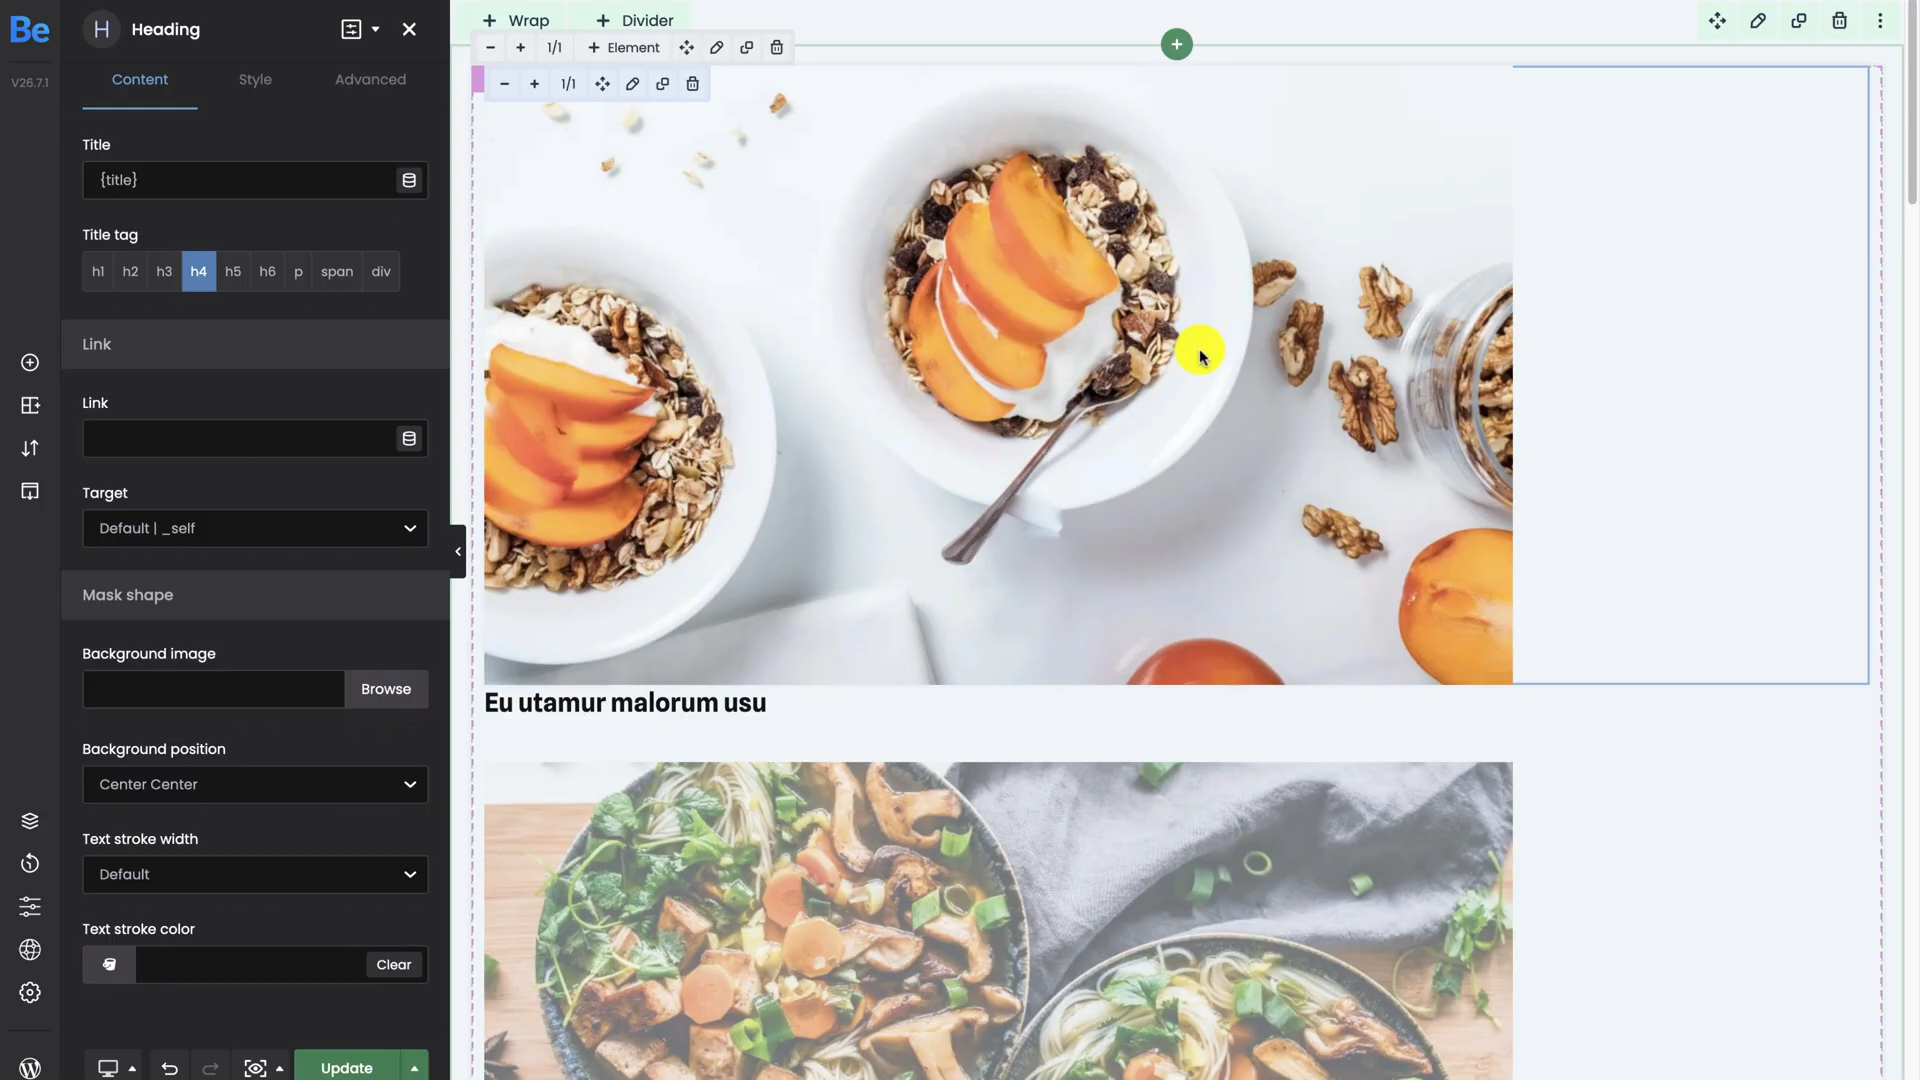 Be
V26.7.1
H Heading
Content Style Advanced
Title
{title}
Title tag
h1 h2 h3 h4 h5 h6 p span div
Link
Link
Target
Default | _self
Mask shape
Background image
Browse
Background position
Center Center
Text stroke width
Default
Text stroke color
Clear
Update
+ Wrap + Divider
1/1 + Element
1/1
Eu utamur malorum usu